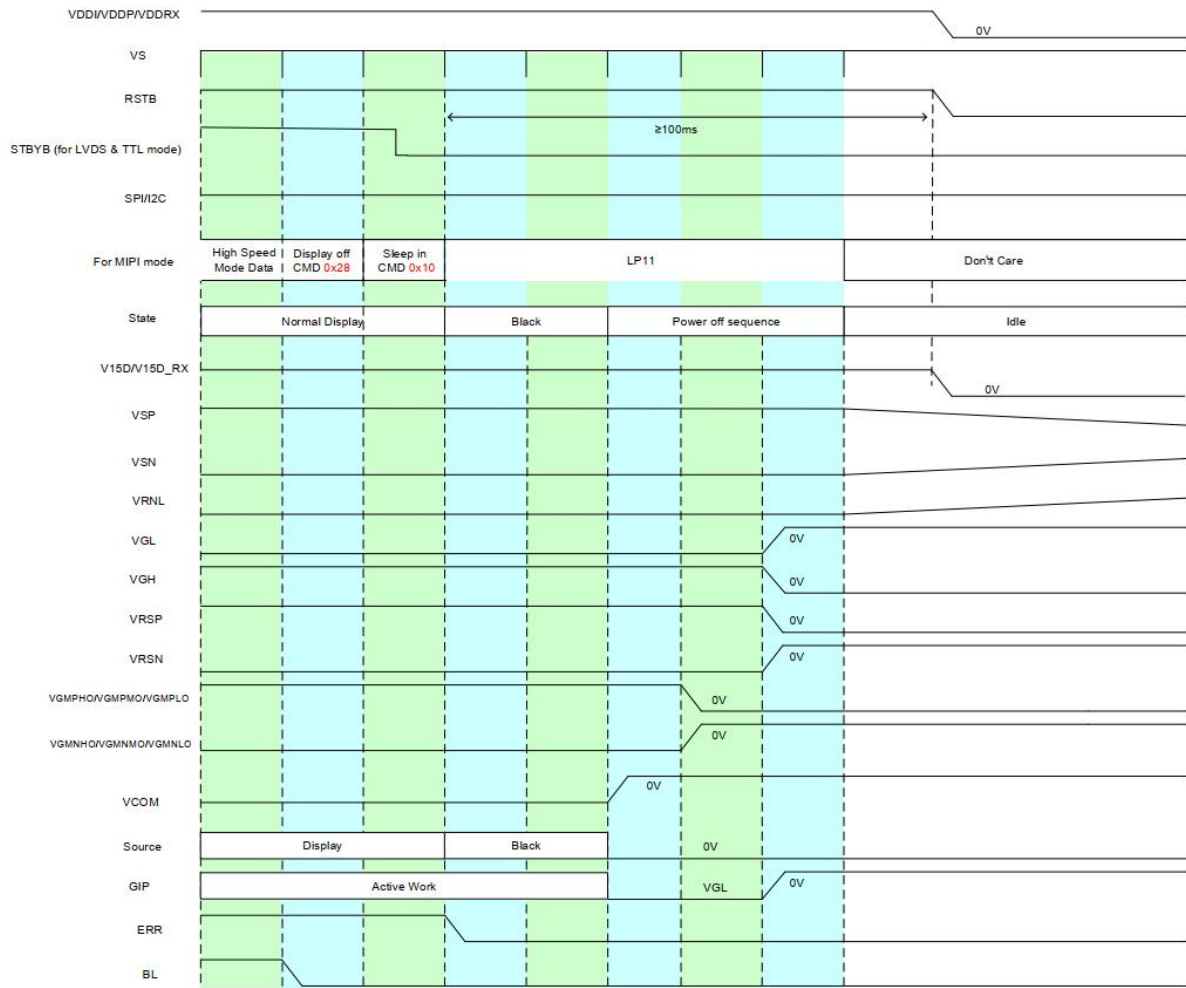 VDDI/VDDP/VDDRX
0V
VS
RSTB
≥100ms
STBYB (for LVDS & TTL mode)
SPI/I2C
For MIPI mode
High Speed
Mode Data
Display off
CMD 0x28
Sleep in
CMD 0x10
LP11
Don't Care
State
Normal Display
Black
Power off sequence
Idle
V15D/V15D_RX
0V
VSP
VSN
VRNL
VGL
0V
VGH
0V
VRSP
0V
VRSN
0V
VGMPHO/VGMPMO/VGMPLO
0V
VGMNHO/VGMNMO/VGMNLO
0V
VCOM
0V
Source
Display
Black
0V
GIP
Active Work
VGL
0V
ERR
BL